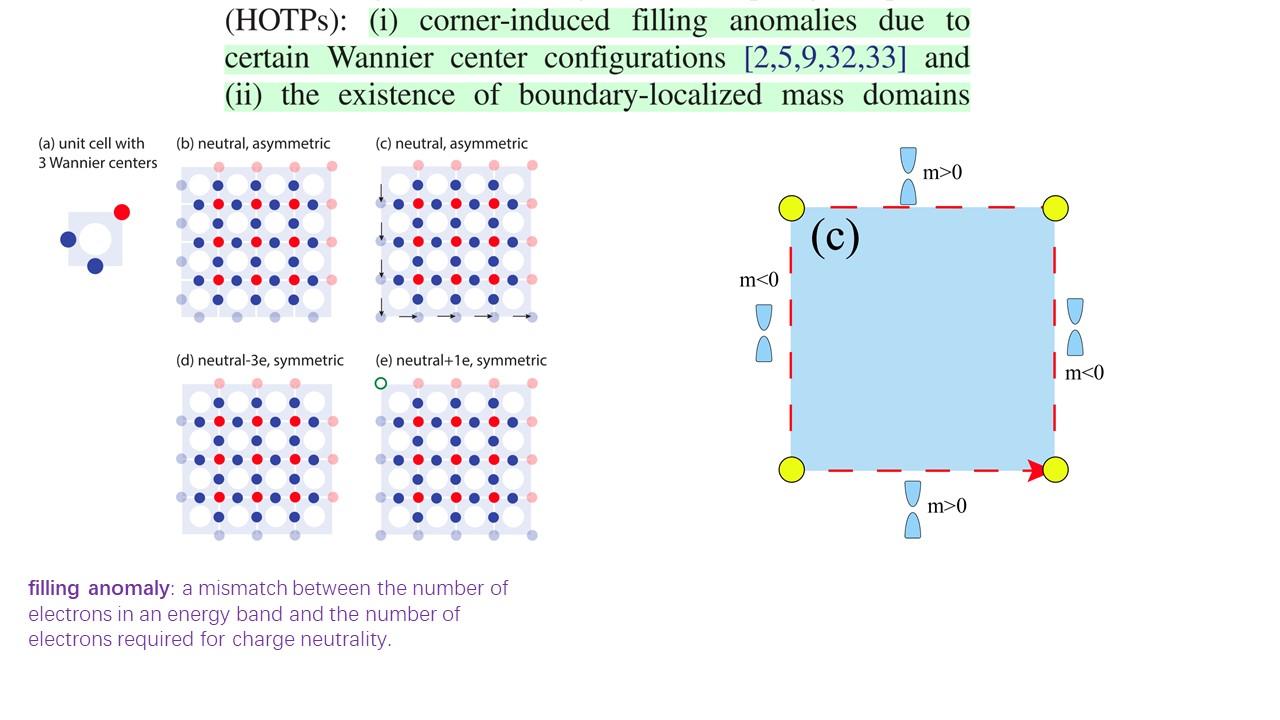 (HOTPs): (i) corner-induced filling anomalies due to
certain Wannier center configurations [2,5,9,32,33] and
(ii) the existence of boundary-localized mass domains
(a) unit cell with
3 Wannier centers
(b) neutral, asymmetric
(c) neutral, asymmetric
(d) neutral-3e, symmetric
(e) neutral+1e, symmetric
m>0
(c)
m<0
m<0
m>0
filling anomaly: a mismatch between the number of
electrons in an energy band and the number of
electrons required for charge neutrality.